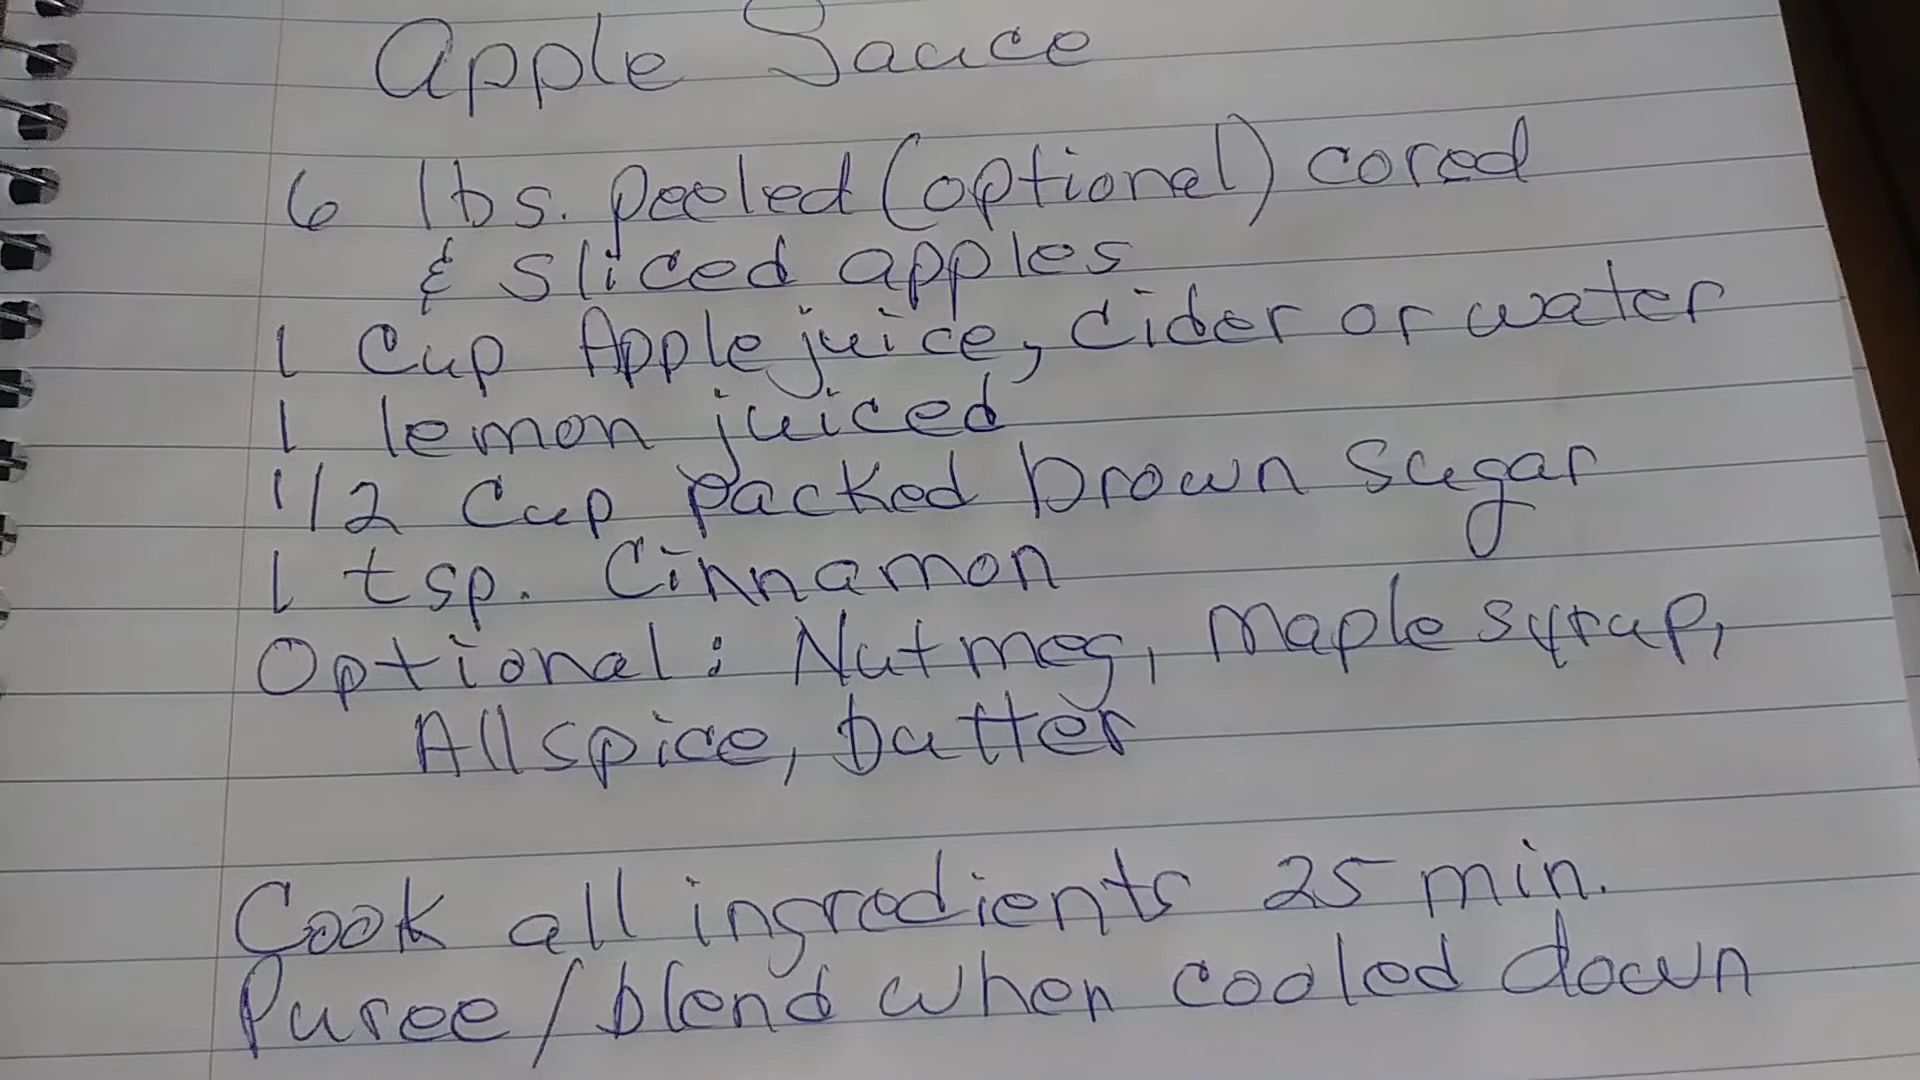 Apple Sauce
6 lbs. peeled (optional) cored
& sliced apples
1 Cup Apple juice, Cider or water
1 lemon juiced
1/2 Cup packed brown sugar
1 tsp. Cinnamon
Optional: Nutmeg, Maple syrup,
Allspice, butter
Cook all ingredients 25 min.
Puree/blend when cooled down